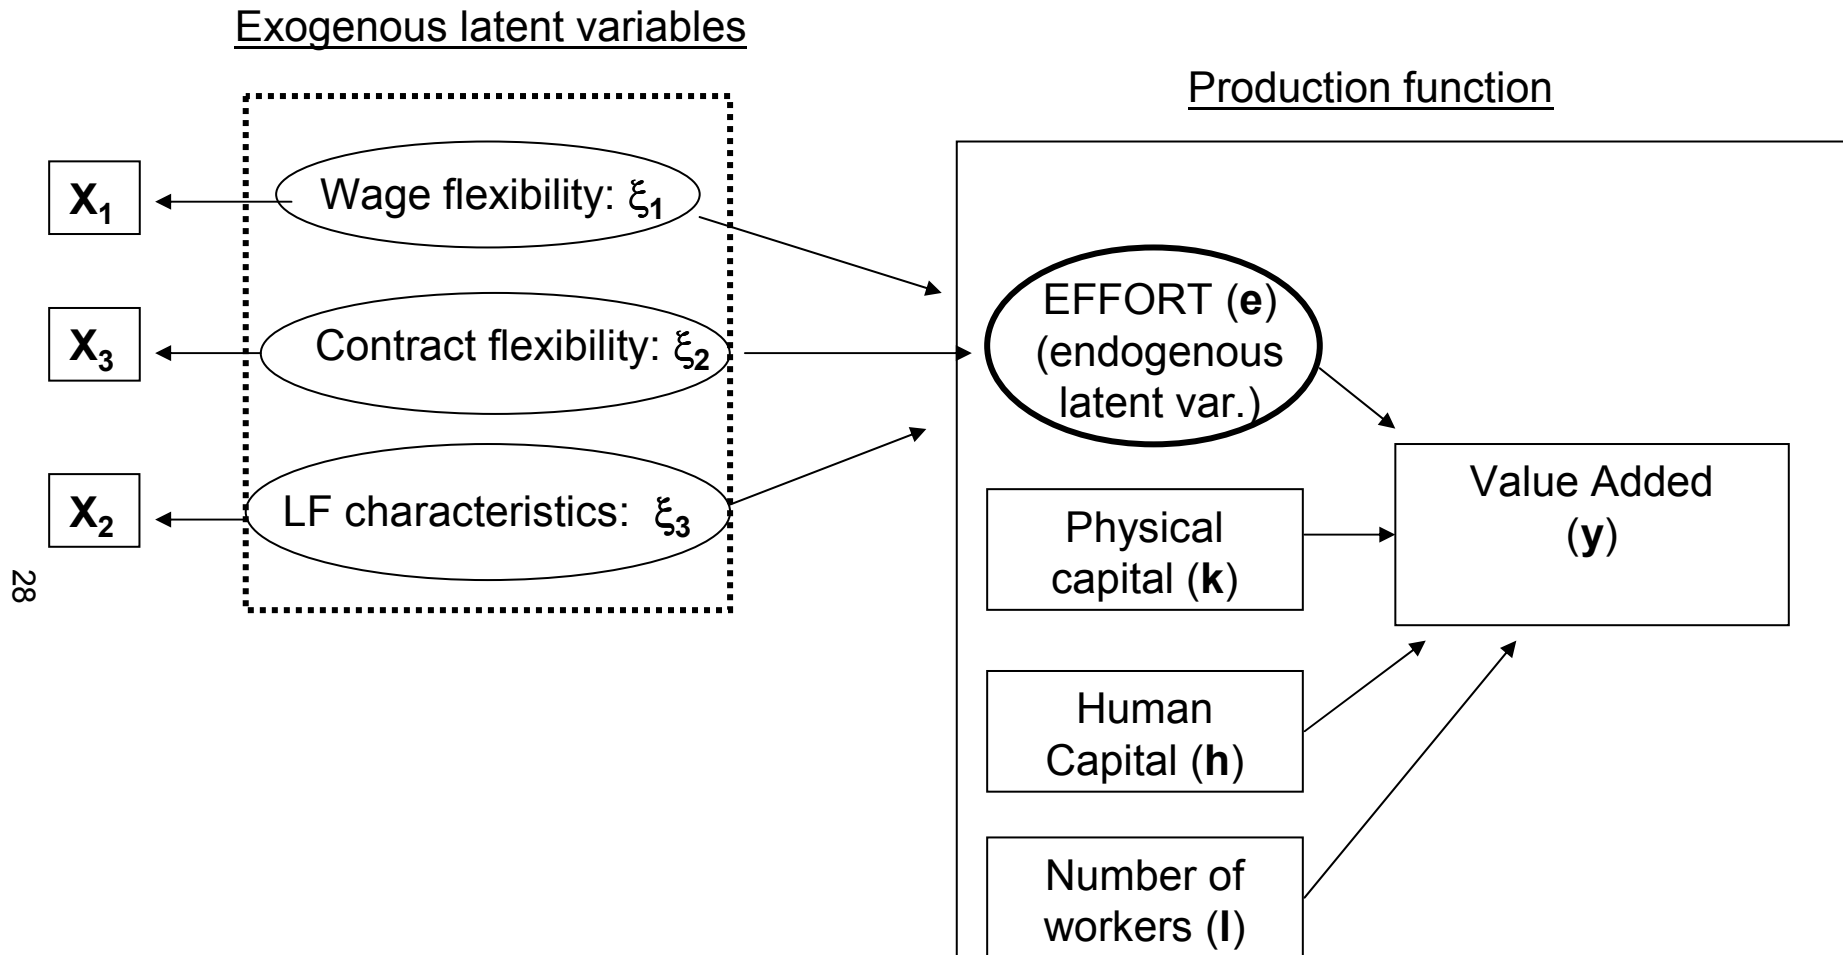 Exogenous latent variables
Production function
X1
Wage flexibility: ξ1
X3
Contract flexibility: ξ2
X2
LF characteristics: ξ3
EFFORT (e)
(endogenous
latent var.)
Physical
capital (k)
Human
Capital (h)
Number of
workers (l)
Value Added
(y)
28